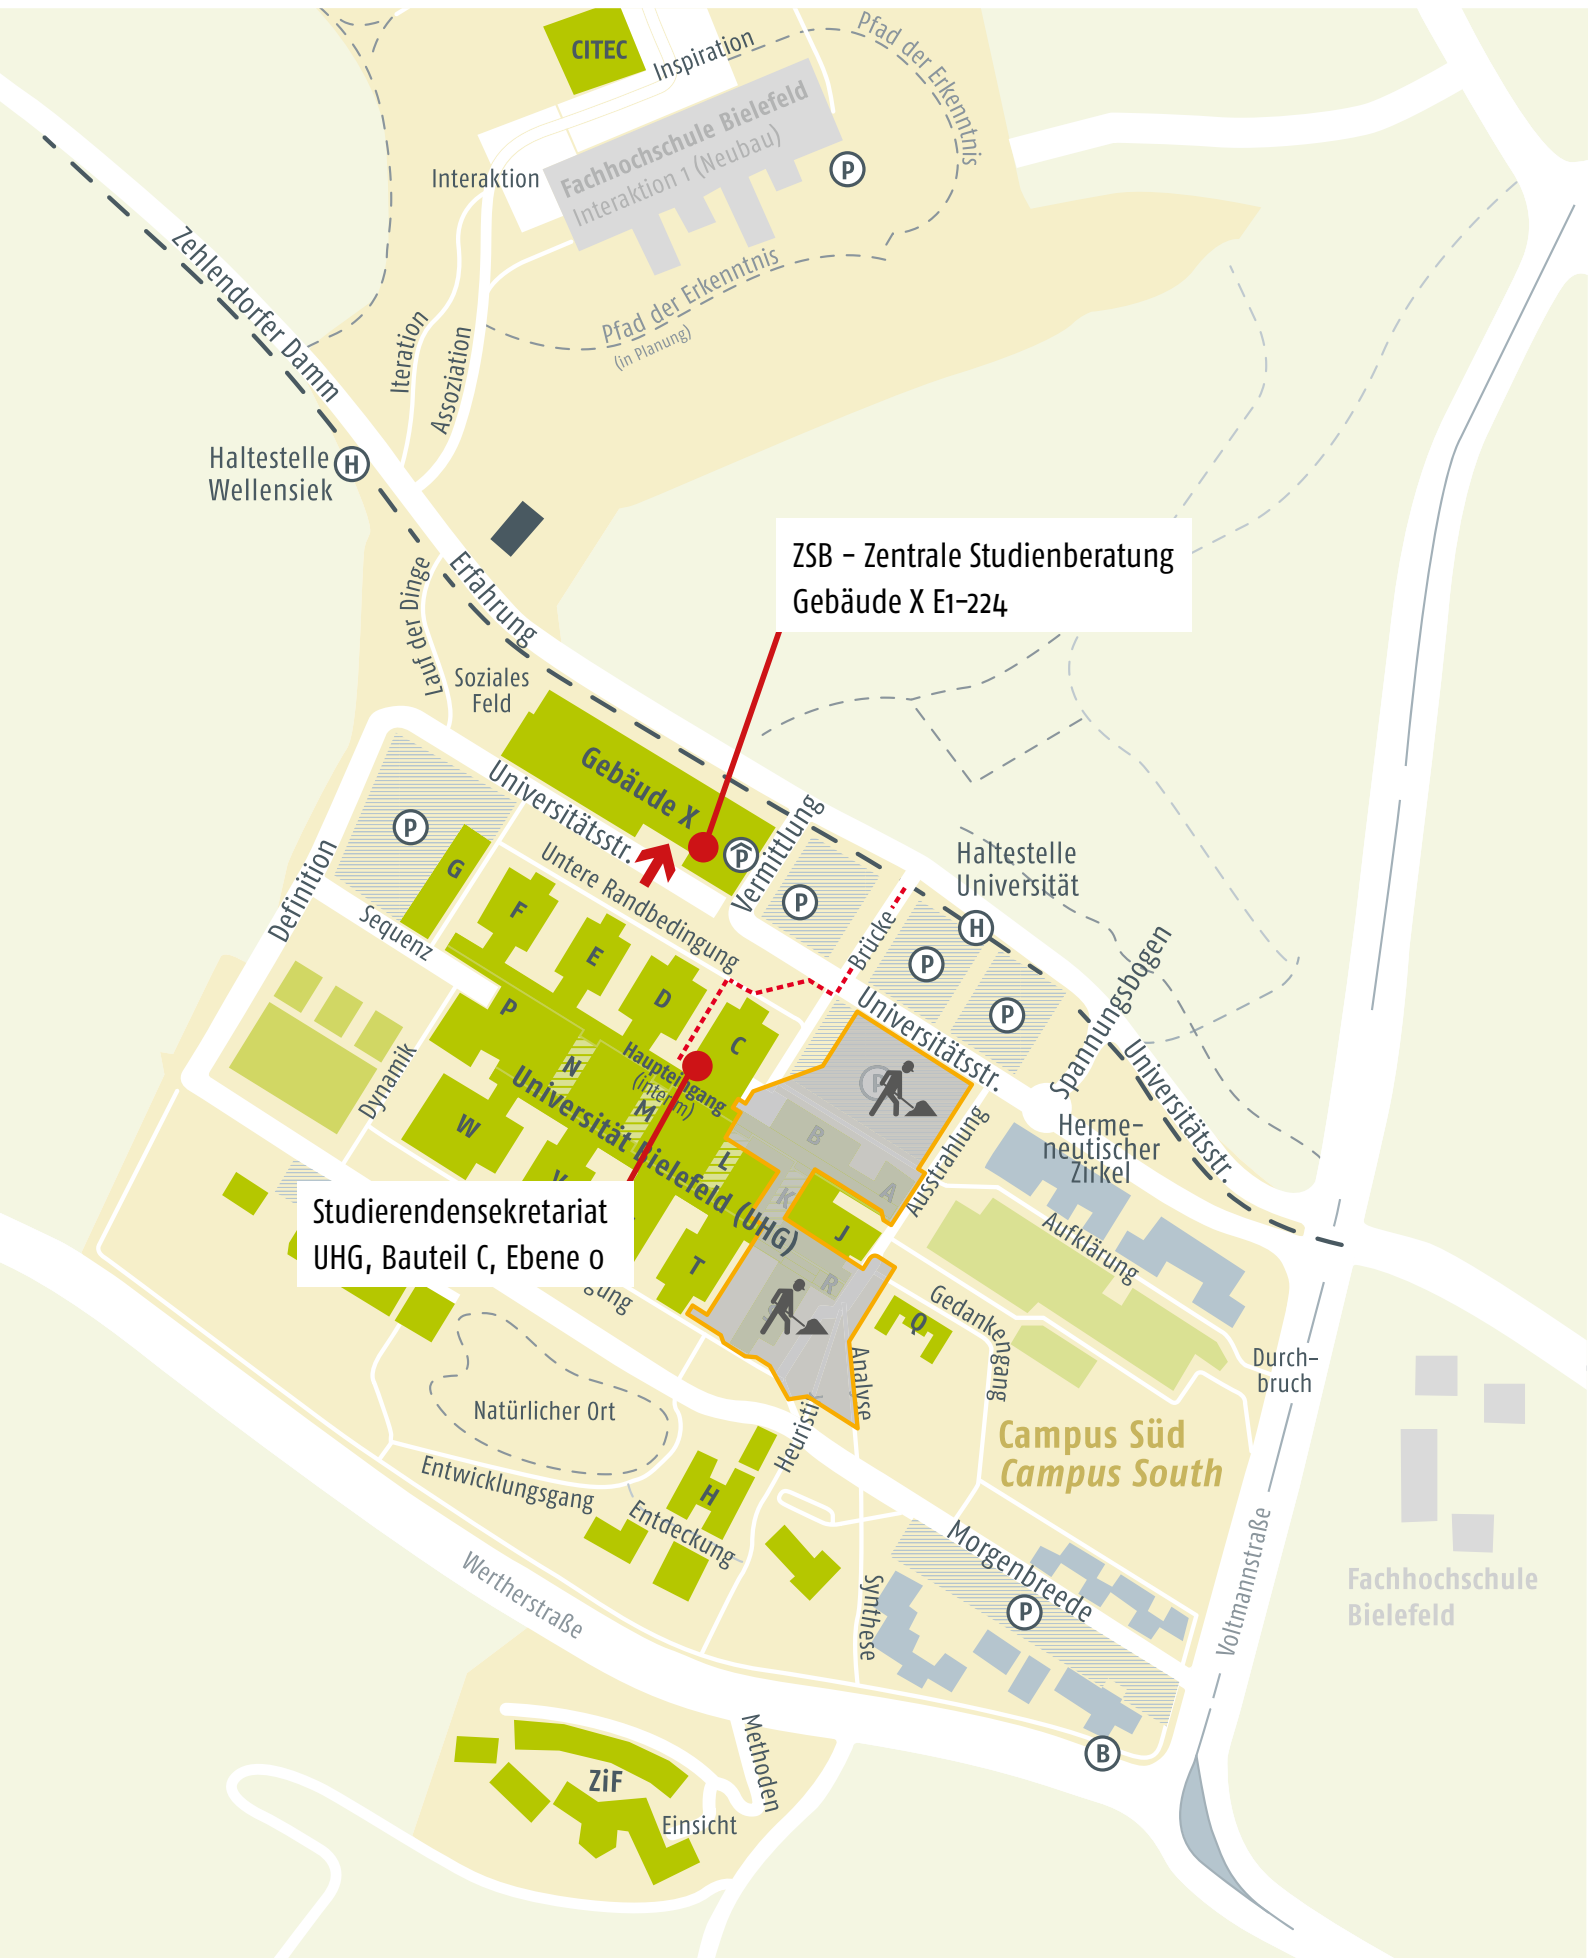 CITEC
Inspiration
Pfad der Erkenntnis
Fachhochschule Bielefeld
Interaktion 1 (Neubau)
P
Interaktion
Zehlendorfer Damm
Pfad der Erkenntnis
(in Planung)
Iteration
Assoziation
Haltestelle
Wellensiek
H
ZSB – Zentrale Studienberatung
Gebäude X E1–224
Erfahrung
Lauf der Dinge
Soziales
Feld
Gebäude X
Universitätsstr.
P
Vermittlung
P
P
Haltestelle
Universität
H
Definition
G
Untere Randbedingung
F
Sequenz
E
Brücke
P
P
Spannungsbogen
D
P
C
Universitätsstr.
Universitätsstr.
Haupteingang
(interim)
N
M
Universität Bielefeld (UHG)
P
Dynamik
W
L
B
K
A
J
Ausstrahlung
Herme–
neutischer
Zirkel
Aufklärung
Studierendensekretariat
UHG, Bauteil C, Ebene 0
T
R
Gedankengang
Q
Analyse
Durch–
bruch
Natürlicher Ort
Heuristi
Campus Süd
Campus South
Entwicklungsgang
H
Entdeckung
Morgenbreede
P
Voltmannstraße
Fachhochschule
Bielefeld
Wertherstraße
Synthese
B
Methoden
ZiF
Einsicht